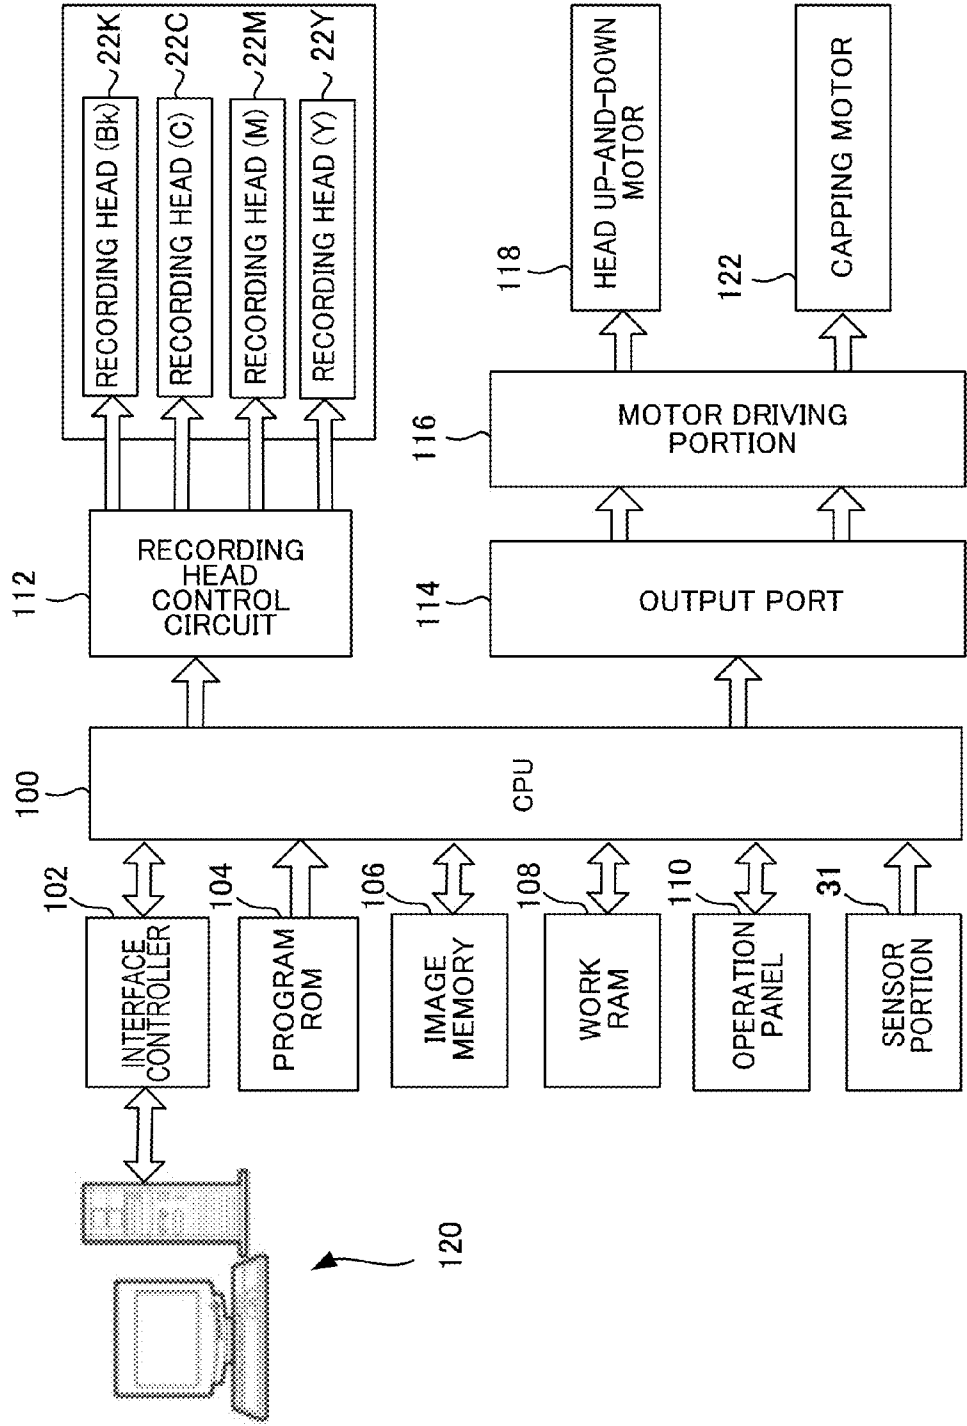 120
102
INTERFACE
CONTROLLER
104
PROGRAM
ROM
106
IMAGE
MEMORY
108
WORK
RAM
110
OPERATION
PANEL
31
SENSOR
PORTION
100
CPU
112
RECORDING
HEAD
CONTROL
CIRCUIT
RECORDING HEAD (Bk)
22K
RECORDING HEAD (C)
22C
RECORDING HEAD (M)
22M
RECORDING HEAD (Y)
22Y
114
OUTPUT PORT
116
MOTOR DRIVING
PORTION
118
HEAD UP-AND-DOWN
MOTOR
122
CAPPING MOTOR